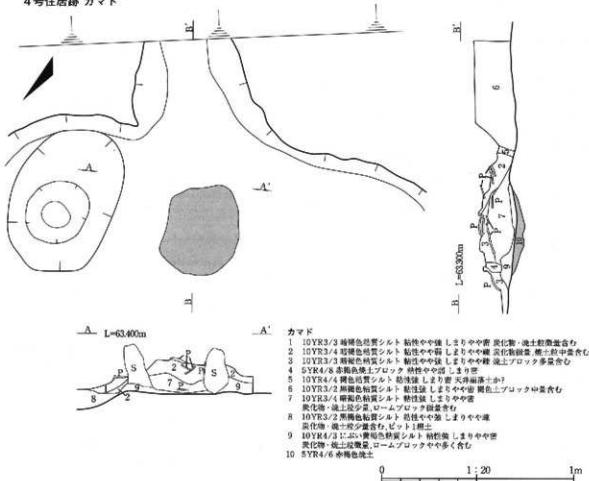 4号住居跡 カマド
B'
B'
A
A'
6
5
2
P
P
7
P
P
3
4
9
10
P
3
B
B
L=63.300m
A
L=63.400m
A'
P
S
2
P
S
2
P
7
9
9
8
2
カマド
1 10YR3/3 暗褐色粘質シルト 粘性やや強 しまりやや密 炭化物・焼土粒微量含む
2 10YR3/4 暗褐色粘質シルト 粘性やや弱 しまりやや疎 炭化物微量,焼土粒中量含む
3 10YR3/3 暗褐色粘質シルト 粘性やや強 しまりやや疎 焼土ブロック多量含む
4 5YR4/8 赤褐色焼土ブロック 粘性やや弱 しまり密
5 10YR4/4 褐色粘質シルト 粘性強 しまり密 天井崩落土か?
6 10YR3/2 黒褐色粘質シルト 粘性強 しまりやや密 褐色土ブロック中量含む
7 10YR3/4 暗褐色粘質シルト 粘性強 しまりやや密
炭化物・焼土粒少量,ロームブロック微量含む
8 10YR3/2 黒褐色粘質シルト 粘性やや強 しまりやや疎
炭化物・焼土粒少量含む,ピット1覆土
9 10YR4/3 にぶい黄褐色粘質シルト 粘性強 しまりやや密
炭化物・焼土粒微量,ロームブロックやや多く含む
10 5YR4/6 赤褐色焼土
0 1:20 1m